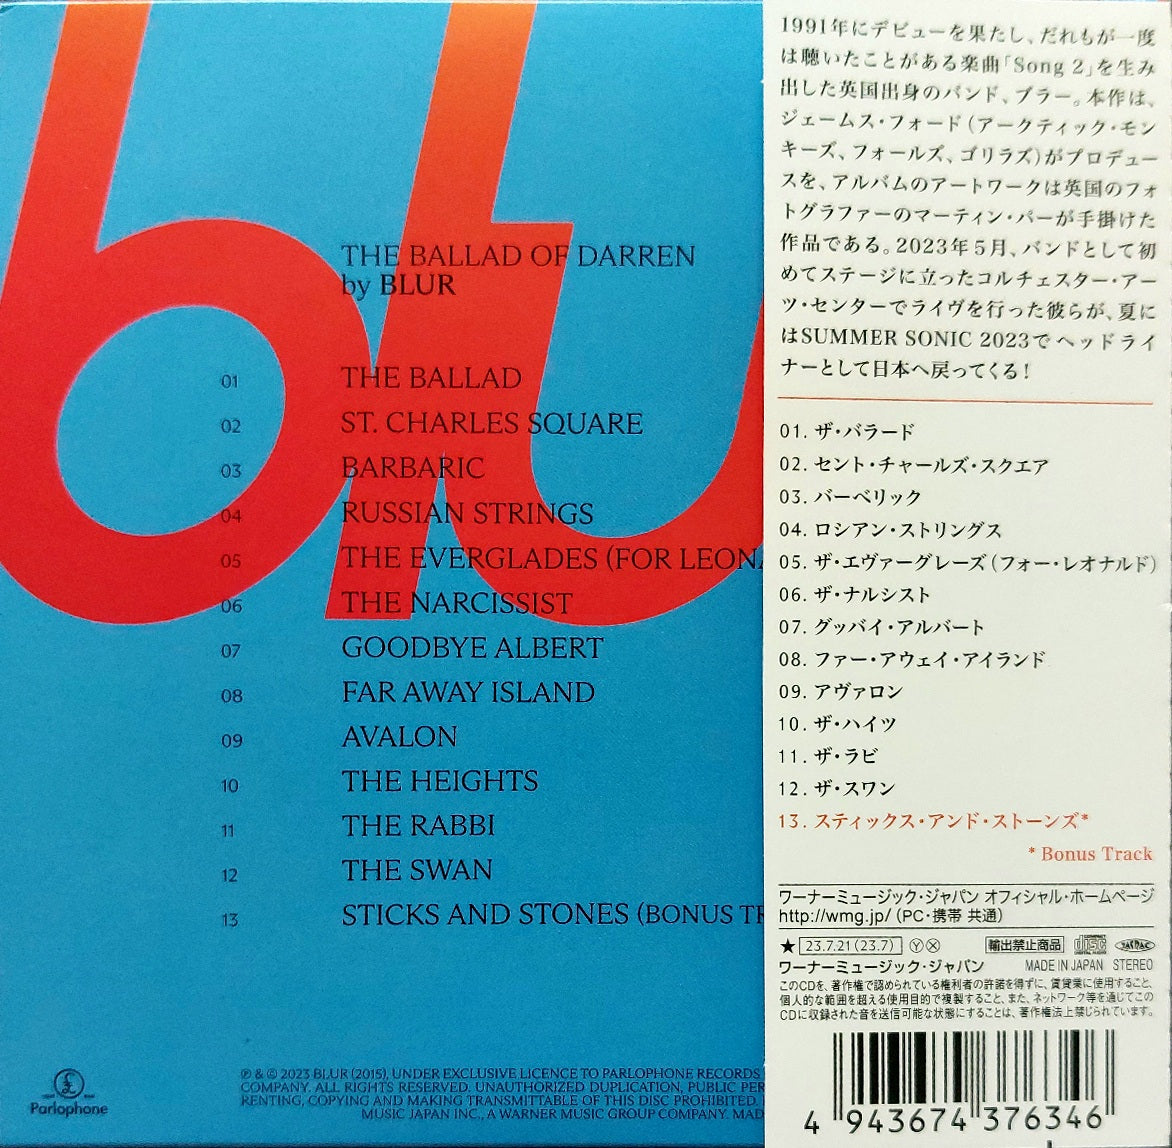 blu
THE BALLAD OF DARREN
by BLUR
01 THE BALLAD
02 ST. CHARLES SQUARE
03 BARBARIC
04 RUSSIAN STRINGS
05 THE EVERGLADES (FOR LEON
06 THE NARCISSIST
07 GOODBYE ALBERT
08 FAR AWAY ISLAND
09 AVALON
10 THE HEIGHTS
11 THE RABBI
12 THE SWAN
13 STICKS AND STONES (BONUS TR
Parlophone
℗ & © 2023 BLUR (2015), UNDER EXCLUSIVE LICENCE TO PARLOPHONE RECORDS
COMPANY. ALL RIGHTS RESERVED. UNAUTHORIZED DUPLICATION, PUBLIC PER
RENTING, COPYING AND MAKING TRANSMITTABLE OF THIS DISC PROHIBITED.
MUSIC JAPAN INC., A WARNER MUSIC GROUP COMPANY. MAD
1991年にデビューを果たし、だれもが一度
は聴いたことがある楽曲「Song 2」を生み
出した英国出身のバンド、ブラー。本作は、
ジェームス・フォード(アークティック・モン
キーズ、フォールズ、ゴリラズ)がプロデュー
スを、アルバムのアートワークは英国のフォ
トグラファーのマーティン・パーが手掛けた
作品である。2023年5月、バンドとして初
めてステージに立ったコルチェスター・アー
ツ・センターでライヴを行った彼らが、夏に
はSUMMER SONIC 2023でヘッドライ
ナーとして日本へ戻ってくる!
01. ザ・バラード
02. セント・チャールズ・スクエア
03. バーベリック
04. ロシアン・ストリングス
05. ザ・エヴァーグレーズ(フォー・レオナルド)
06. ザ・ナルシスト
07. グッバイ・アルバート
08. ファー・アウェイ・アイランド
09. アヴァロン
10. ザ・ハイツ
11. ザ・ラビ
12. ザ・スワン
13. スティックス・アンド・ストーンズ*
* Bonus Track
ワーナーミュージック・ジャパン オフィシャル・ホームページ
http://wmg.jp/ (PC・携帯 共通)
★ 23.7.21(23.7) Ⓨ Ⓧ 輸出禁止商品 COMPACT disc DIGITAL AUDIO JASRAC
ワーナーミュージック・ジャパン MADE IN JAPAN STEREO
このCDを、著作権で認められている権利者の許諾を得ずに、賃貸業に使用すること、
個人的な範囲を超える使用目的で複製すること、また、ネットワーク等を通じてこの
CDに収録された音を送信可能な状態にすることは、著作権法上禁じられています。
4 943674 376346